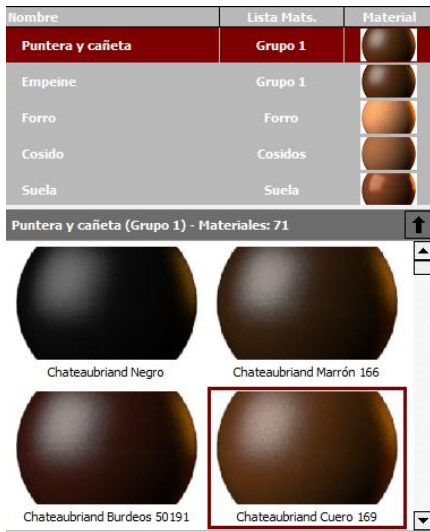 Nombre Lista Mats. Material
Puntera y cañeta Grupo 1
Empeine Grupo 1
Forro Forro
Cosido Cosidos
Suela Suela
Puntera y cañeta (Grupo 1) - Materiales: 71
Chateaubriand Negro Chateaubriand Marrón 166
Chateaubriand Burdeos 50191 Chateaubriand Cuero 169